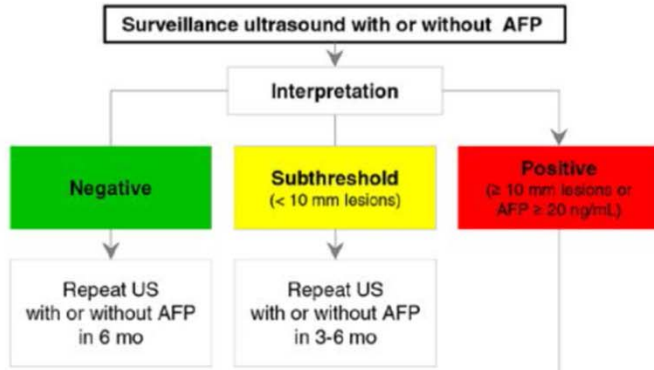 Surveillance ultrasound with or without AFP
Interpretation
Negative
Subthreshold
(< 10 mm lesions)
Positive
(≥ 10 mm lesions or
AFP ≥ 20 ng/mL)
Repeat US
with or without AFP
in 6 mo
Repeat US
with or without AFP
in 3-6 mo